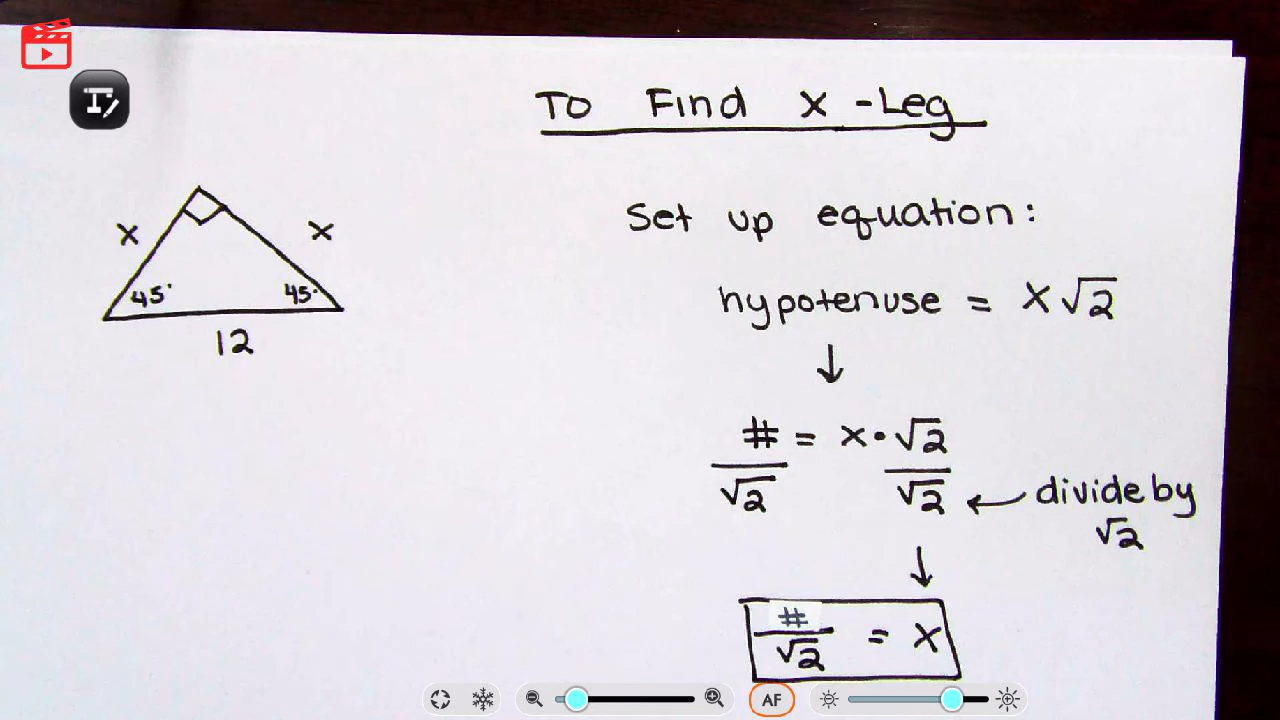 To Find x - Leg
Set up equation:
x
x
45°
45°
12
hypotenuse = x√2
↓
# = x · √2
√2 √2 ← divide by
√2
↓
#
√2 = x
AF